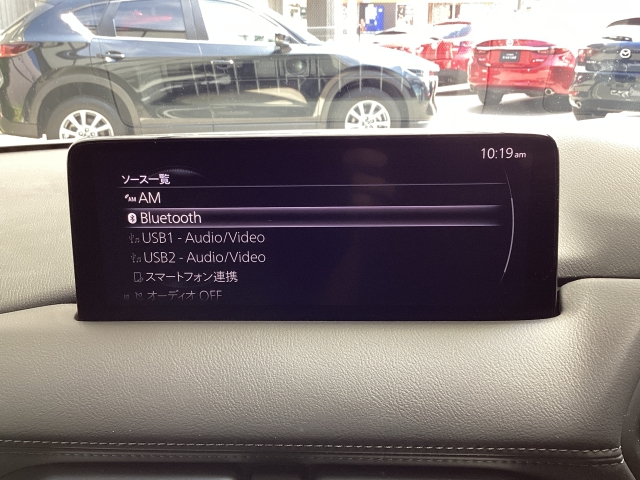 10:19am
ソース一覧
AM AM
Bluetooth
USB1 - Audio/Video
USB2 - Audio/Video
スマートフォン連携
オーディオ OFF